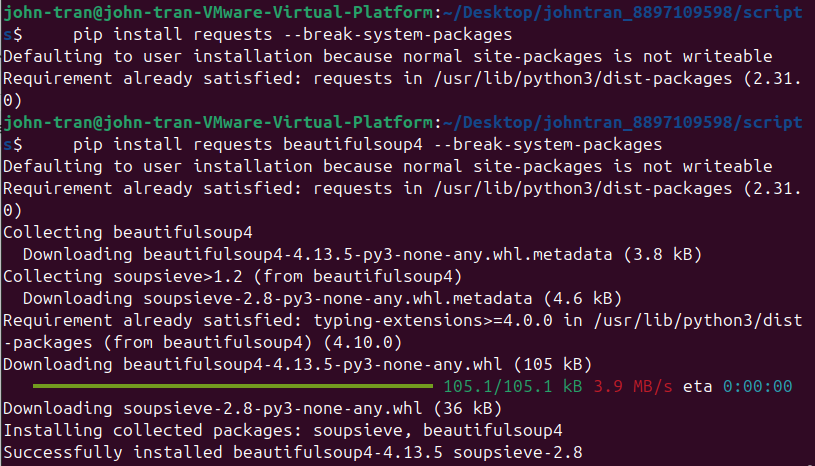 john-tran@john-tran-VMware-Virtual-Platform:~/Desktop/johntran_8897109598/script
s$     pip install requests --break-system-packages
Defaulting to user installation because normal site-packages is not writeable
Requirement already satisfied: requests in /usr/lib/python3/dist-packages (2.31.
0)
john-tran@john-tran-VMware-Virtual-Platform:~/Desktop/johntran_8897109598/script
s$     pip install requests beautifulsoup4 --break-system-packages
Defaulting to user installation because normal site-packages is not writeable
Requirement already satisfied: requests in /usr/lib/python3/dist-packages (2.31.
0)
Collecting beautifulsoup4
  Downloading beautifulsoup4-4.13.5-py3-none-any.whl.metadata (3.8 kB)
Collecting soupsieve>1.2 (from beautifulsoup4)
  Downloading soupsieve-2.8-py3-none-any.whl.metadata (4.6 kB)
Requirement already satisfied: typing-extensions>=4.0.0 in /usr/lib/python3/dist
-packages (from beautifulsoup4) (4.10.0)
Downloading beautifulsoup4-4.13.5-py3-none-any.whl (105 kB)
105.1/105.1 kB 3.9 MB/s eta 0:00:00
Downloading soupsieve-2.8-py3-none-any.whl (36 kB)
Installing collected packages: soupsieve, beautifulsoup4
Successfully installed beautifulsoup4-4.13.5 soupsieve-2.8